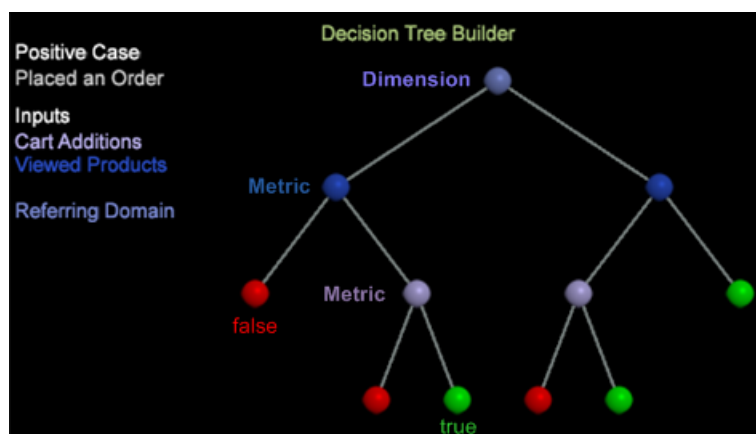 Decision Tree Builder
Positive Case
Placed an Order
Inputs
Cart Additions
Viewed Products
Referring Domain
Dimension
Metric
Metric
false
true